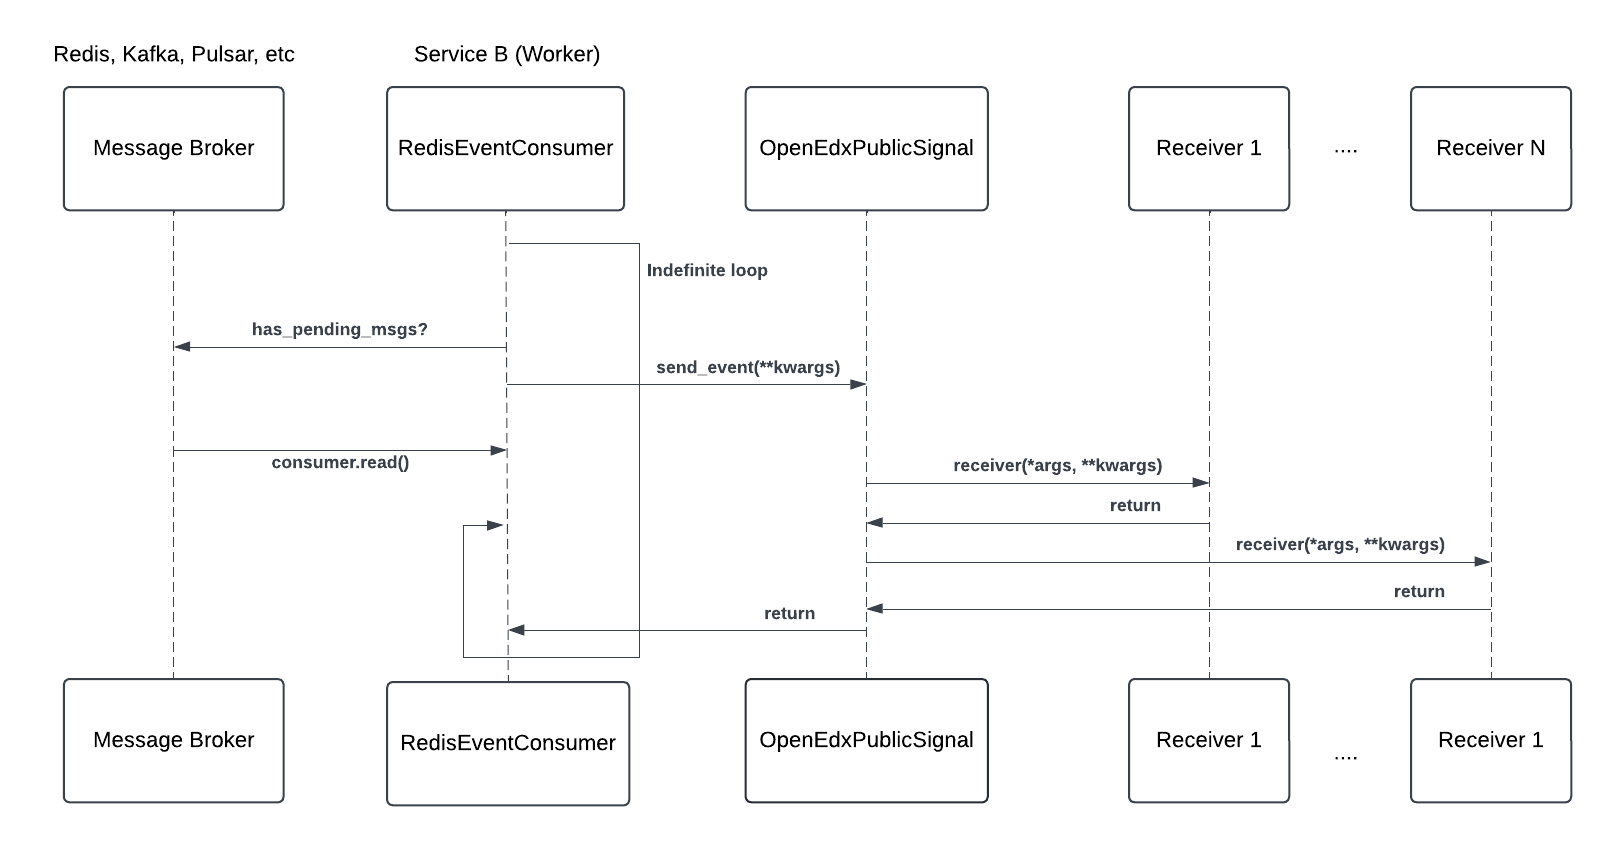 Redis, Kafka, Pulsar, etc
Service B (Worker)
Message Broker
RedisEventConsumer
OpenEdxPublicSignal
Receiver 1
....
Receiver N
Indefinite loop
has_pending_msgs?
send_event(**kwargs)
consumer.read()
receiver(*args, **kwargs)
return
receiver(*args, **kwargs)
return
return
Message Broker
RedisEventConsumer
OpenEdxPublicSignal
Receiver 1
....
Receiver 1